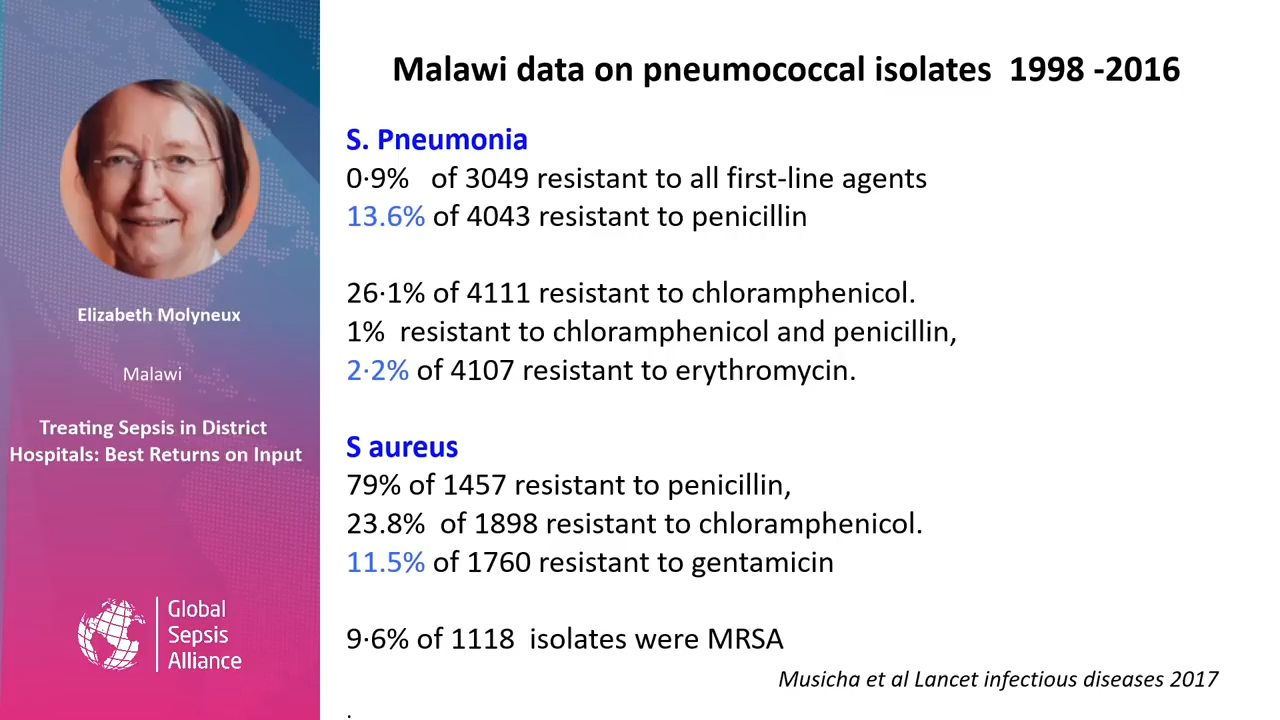 Malawi data on pneumococcal isolates 1998 -2016
S. Pneumonia
0·9% of 3049 resistant to all first-line agents
13.6% of 4043 resistant to penicillin
26·1% of 4111 resistant to chloramphenicol.
1% resistant to chloramphenicol and penicillin,
2·2% of 4107 resistant to erythromycin.
S aureus
79% of 1457 resistant to penicillin,
23.8% of 1898 resistant to chloramphenicol.
11.5% of 1760 resistant to gentamicin
9·6% of 1118 isolates were MRSA
Musicha et al Lancet infectious diseases 2017
.
Elizabeth Molyneux
Malawi
Treating Sepsis in District
Hospitals: Best Returns on Input
Global
Sepsis
Alliance